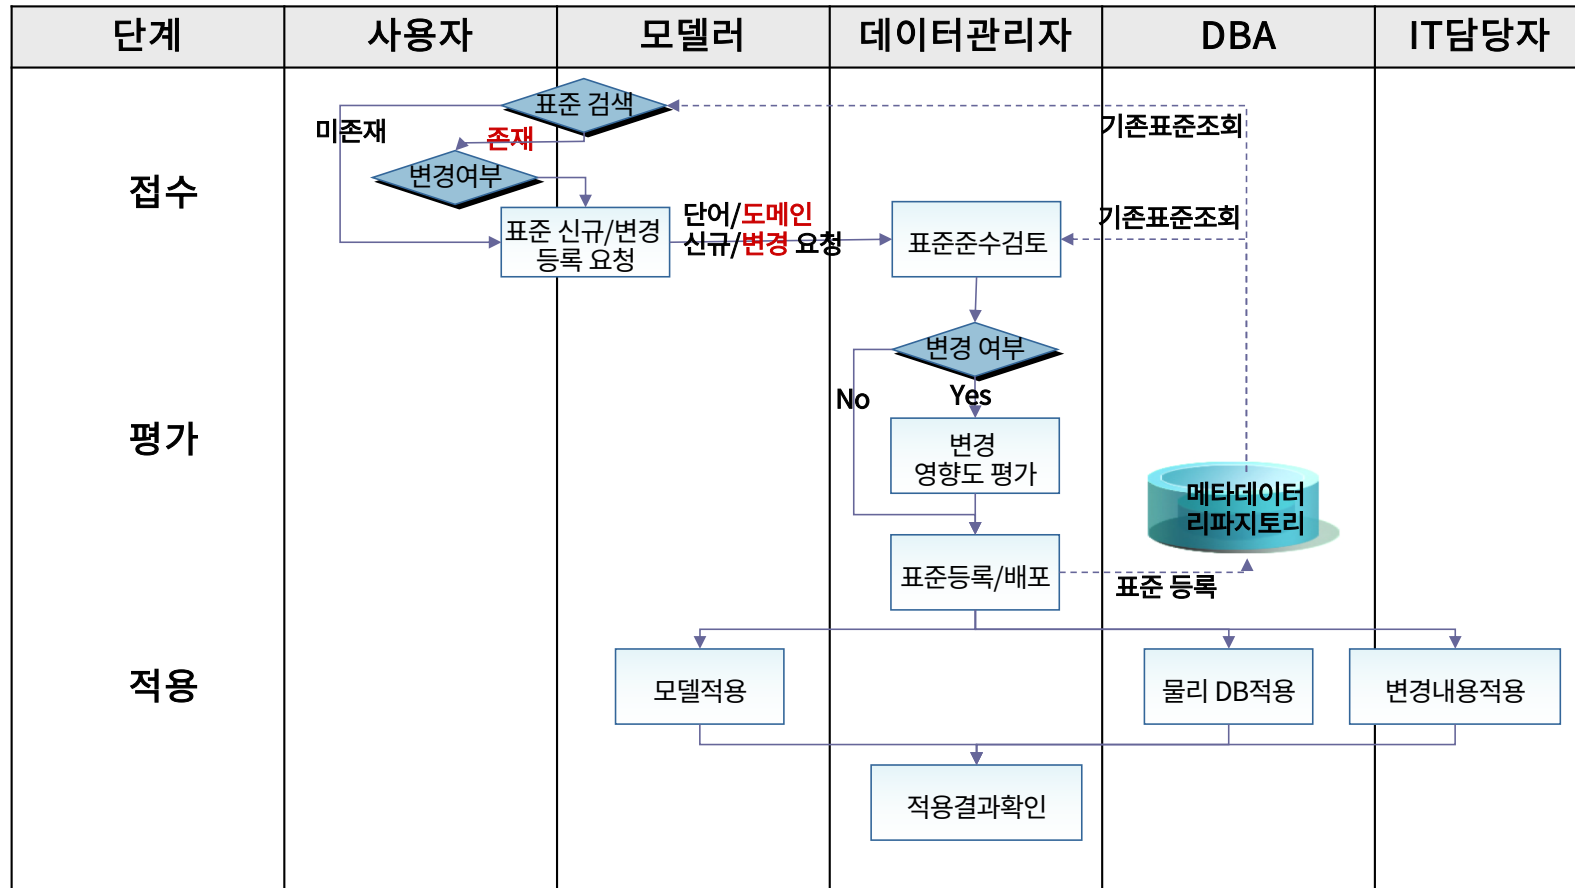 단계
사용자
모델러
데이터관리자
DBA
IT담당자
접수
표준 검색
미존재
존재
기존표준조회
변경여부
표준 신규/변경
등록 요청
단어/도메인
신규/변경 요청
표준준수검토
기존표준조회
평가
변경 여부
No
Yes
변경
영향도 평가
메타데이터
리파지토리
표준등록/배포
표준 등록
적용
모델적용
물리 DB적용
변경내용적용
적용결과확인